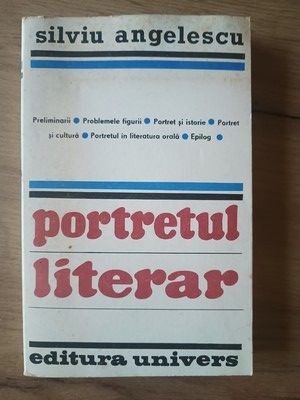 silviu angelescu
Preliminarii ● Problemele figurii ● Portret și istorie ● Portret
și cultură ● Portretul în literatura orală ● Epilog ●
portretul
literar
editura univers